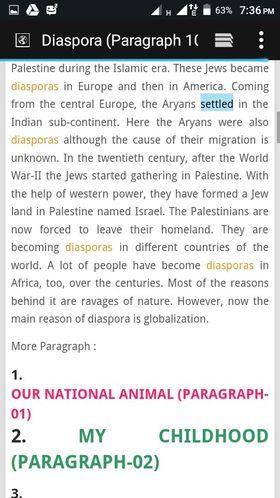 H 63% 7:36 PM
Diaspora (Paragraph 10
Palestine during the Islamic era. These Jews became
diasporas in Europe and then in America. Coming
from the central Europe, the Aryans settled in the
Indian sub-continent. Here the Aryans were also
diasporas although the cause of their migration is
unknown. In the twentieth century, after the World
War-II the Jews started gathering in Palestine. With
the help of western power, they have formed a Jew
land in Palestine named Israel. The Palestinians are
now forced to leave their homeland. They are
becoming diasporas in different countries of the
world. A lot of people have become diasporas in
Africa, too, over the centuries. Most of the reasons
behind it are ravages of nature. However, now the
main reason of diaspora is globalization.
More Paragraph :
1.
OUR NATIONAL ANIMAL (PARAGRAPH-
01)
2. MY CHILDHOOD
(PARAGRAPH-02)
3.